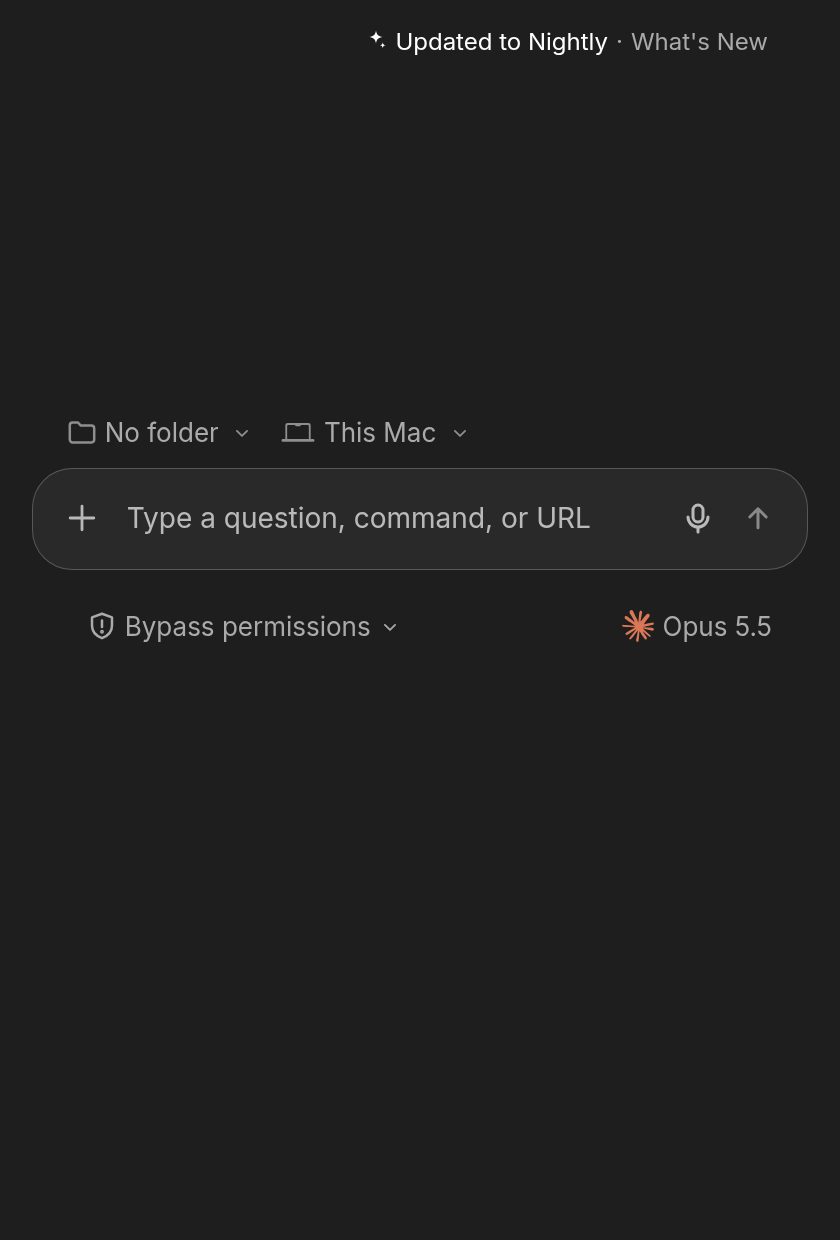 Updated to Nightly · What's New
No folder This Mac
Type a question, command, or URL
Bypass permissions Opus 5.5